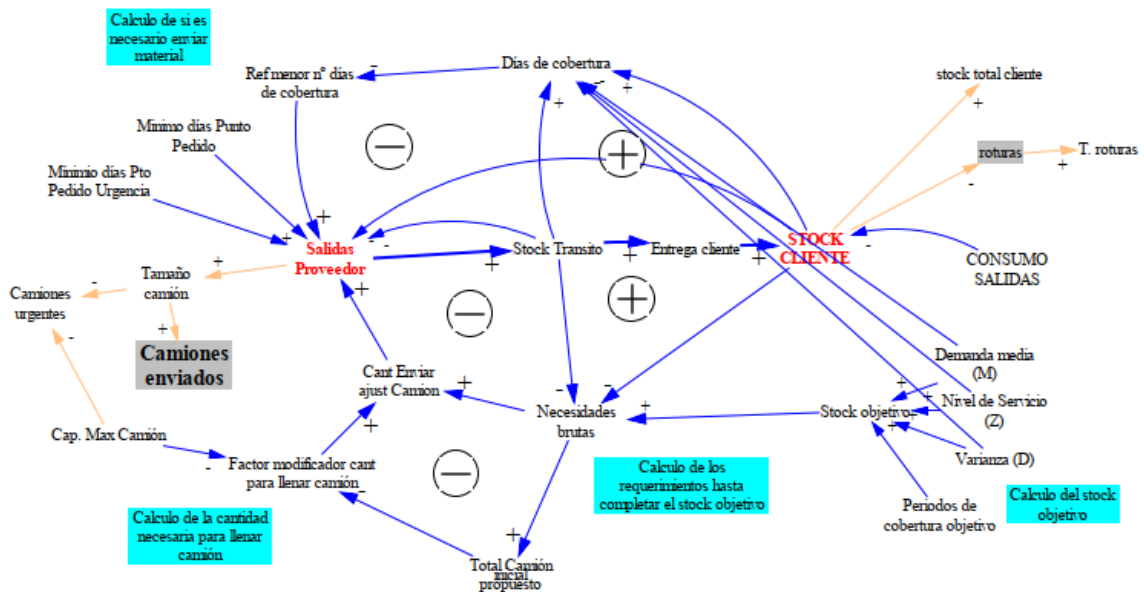 Calculo de si es
necesario enviar
material
Ref menor nº días
de cobertura
Días de cobertura
stock total cliente
Minimo días Punto
Pedido
roturas
T. roturas
Mínimio días Pto
Pedido Urgencia
Salidas
Proveedor
Stock Transito
Entrega cliente
STOCK
CLIENTE
CONSUMO
SALIDAS
Tamaño
camión
Camiones
urgentes
Camiones
enviados
Demanda media
(M)
Cant Enviar
ajust Camion
Necesidades
brutas
Stock objetivo
Nivel de Servicio
(Z)
Cap. Max Camión
Factor modificador cant
para llenar camión
Varianza (D)
Calculo de los
requerimientos hasta
completar el stock objetivo
Periodos de
cobertura objetivo
Calculo del stock
objetivo
Calculo de la cantidad
necesaria para llenar
camión
Total Camión
inicial
propuesto